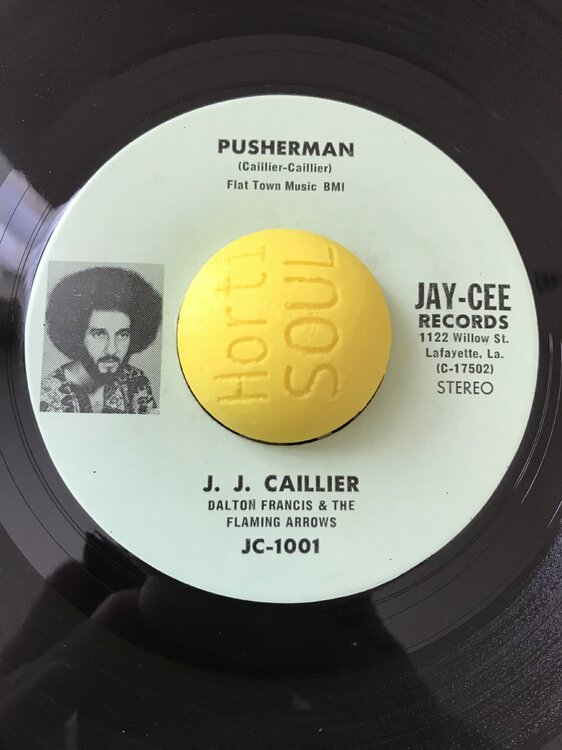 PUSHERMAN
(Caillier-Caillier)
Flat Town Music BMI
Horti
SOUL
JAY-CEE
RECORDS
1122 Willow St.
Lafayette, La.
(C-17502)
STEREO
J. J. CAILLIER
DALTON FRANCIS & THE
FLAMING ARROWS
JC-1001